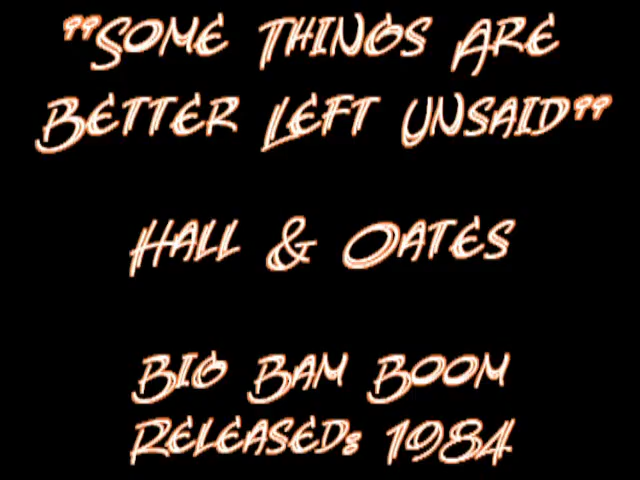 "Some Things Are
Better Left Unsaid"
Hall & Oates
Big Bam Boom
Released: 1984